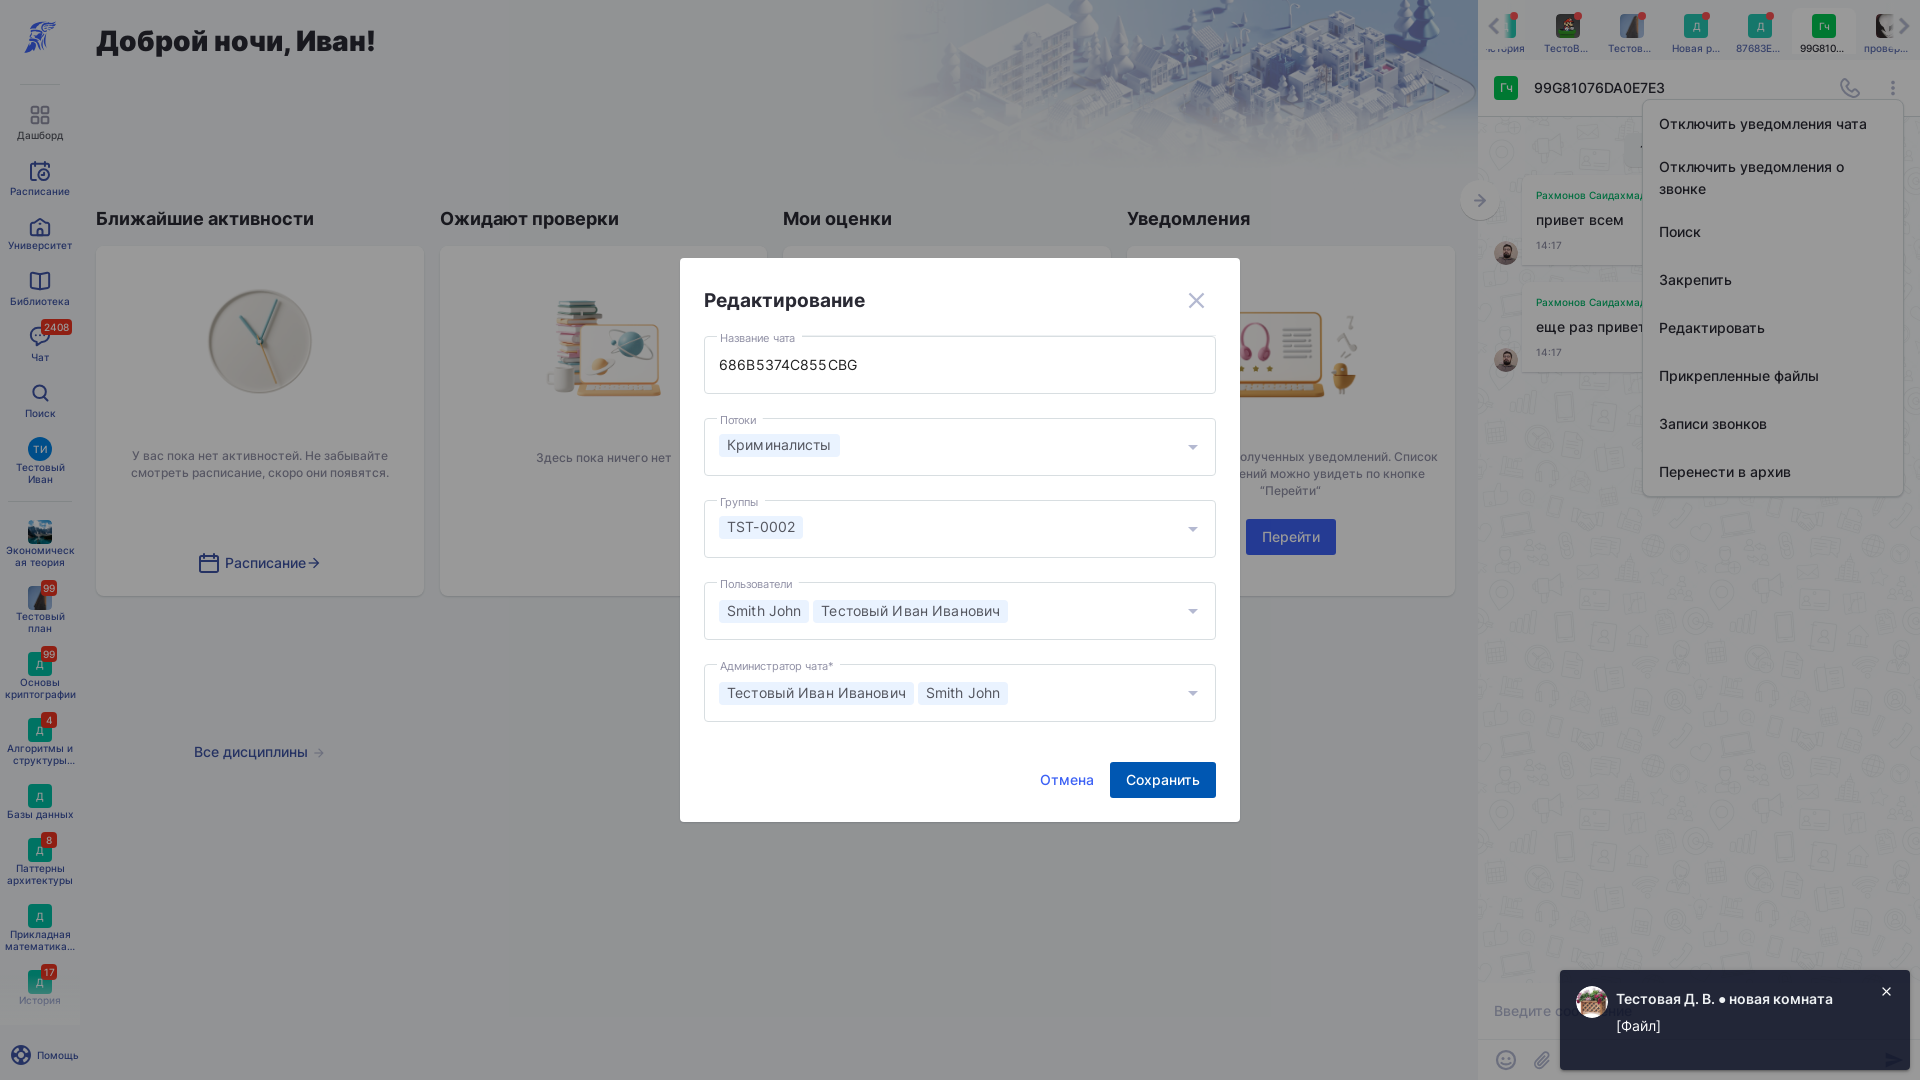 Доброй ночи, Иван!
Дашборд
Расписание
Университет
Библиотека
2408
Чат
Поиск
ТИ
Тестовый
Иван
Экономическ
ая теория
99
Тестовый
план
99
Д
Основы
криптографии
4
Д
Алгоритмы и
структуры...
Д
Базы данных
8
Д
Паттерны
архитектуры
Д
Прикладная
математика...
17
Д
История
Помощь
Ближайшие активности
У вас пока нет активностей. Не забывайте
смотреть расписание, скоро они появятся.
Расписание
Все дисциплины
Ожидают проверки
Здесь пока ничего нет
Мои оценки
Уведомления
олученных уведомлений. Список
ений можно увидеть по кнопке
“Перейти”
Перейти
Редактирование
Название чата
686B5374C855CBG
Потоки
Криминалисты
Группы
TST-0002
Пользователи
Smith John
Тестовый Иван Иванович
Администратор чата*
Тестовый Иван Иванович
Smith John
Отмена
Сохранить
история
ТестоВ...
Тестов...
Д
Новая р...
Д
87683E...
Гч
99G810...
провер...
Гч
99G81076DA0E7E3
Отключить уведомления чата
Отключить уведомления о
звонке
Поиск
Закрепить
Редактировать
Прикрепленные файлы
Записи звонков
Перенести в архив
Рахмонов Саидахмад
привет всем
14:17
Рахмонов Саидахмад
еще раз привет
14:17
Введите
Тестовая Д. В. ● новая комната
[Файл]